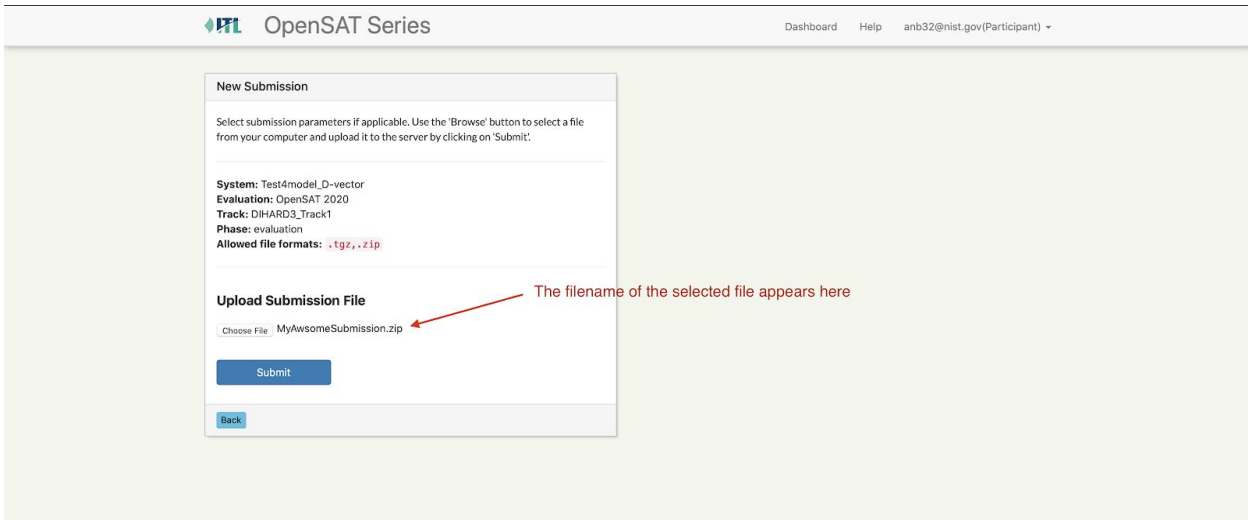 ITL OpenSAT Series Dashboard Help anb32@nist.gov(Participant)
New Submission
Select submission parameters if applicable. Use the 'Browse' button to select a file
from your computer and upload it to the server by clicking on 'Submit'.
System: Test4model_D-vector
Evaluation: OpenSAT 2020
Track: DIHARD3_Track1
Phase: evaluation
Allowed file formats: .tgz,.zip
Upload Submission File
The filename of the selected file appears here
Choose File MyAwsomeSubmission.zip
Submit
Back